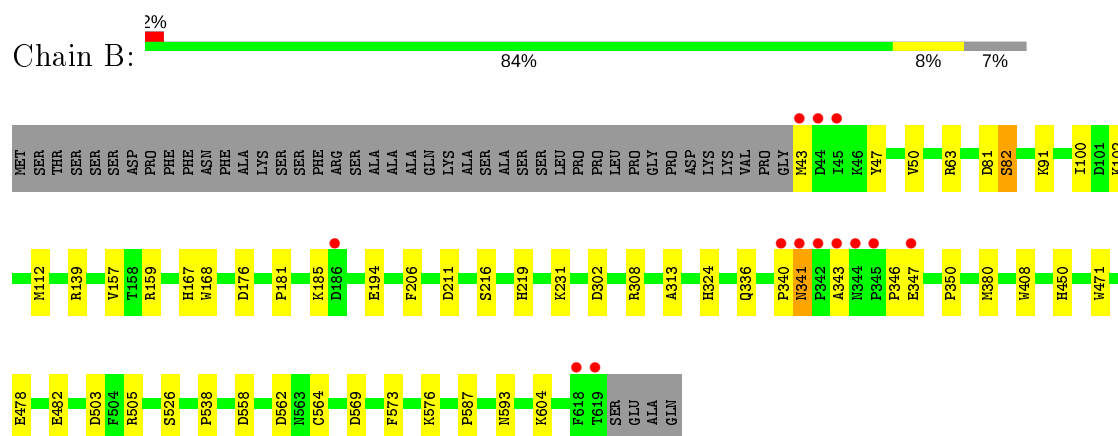 2%
Chain B:
84% 8% 7%
MET SER THR SER SER SER ASP PRO PHE PHE ASN PHE ALA LYS SER SER PHE ARG SER ALA ALA ALA GLN LYS ALA SER ALA SER SER LEU PRO PRO LEU PRO GLY PRO ASP LYS LYS VAL PRO GLY M43 D44 I45 K46 Y47 V50 R63 D81 S82 K91 I100 D101 K102
M112 R139 V157 T158 R159 H167 W168 D176 P181 K185 D186 E194 F206 D211 S216 H219 K231 D302 R308 A313 H324 Q336 P340 N341 P342 A343 N344 P345 P346 E347 P350 M380 W408 H450 W471
E478 E482 D503 F504 R505 S526 P538 D558 D562 N563 C564 D569 F573 K576 P587 N593 K604 F618 T619 SER GLU ALA GLN